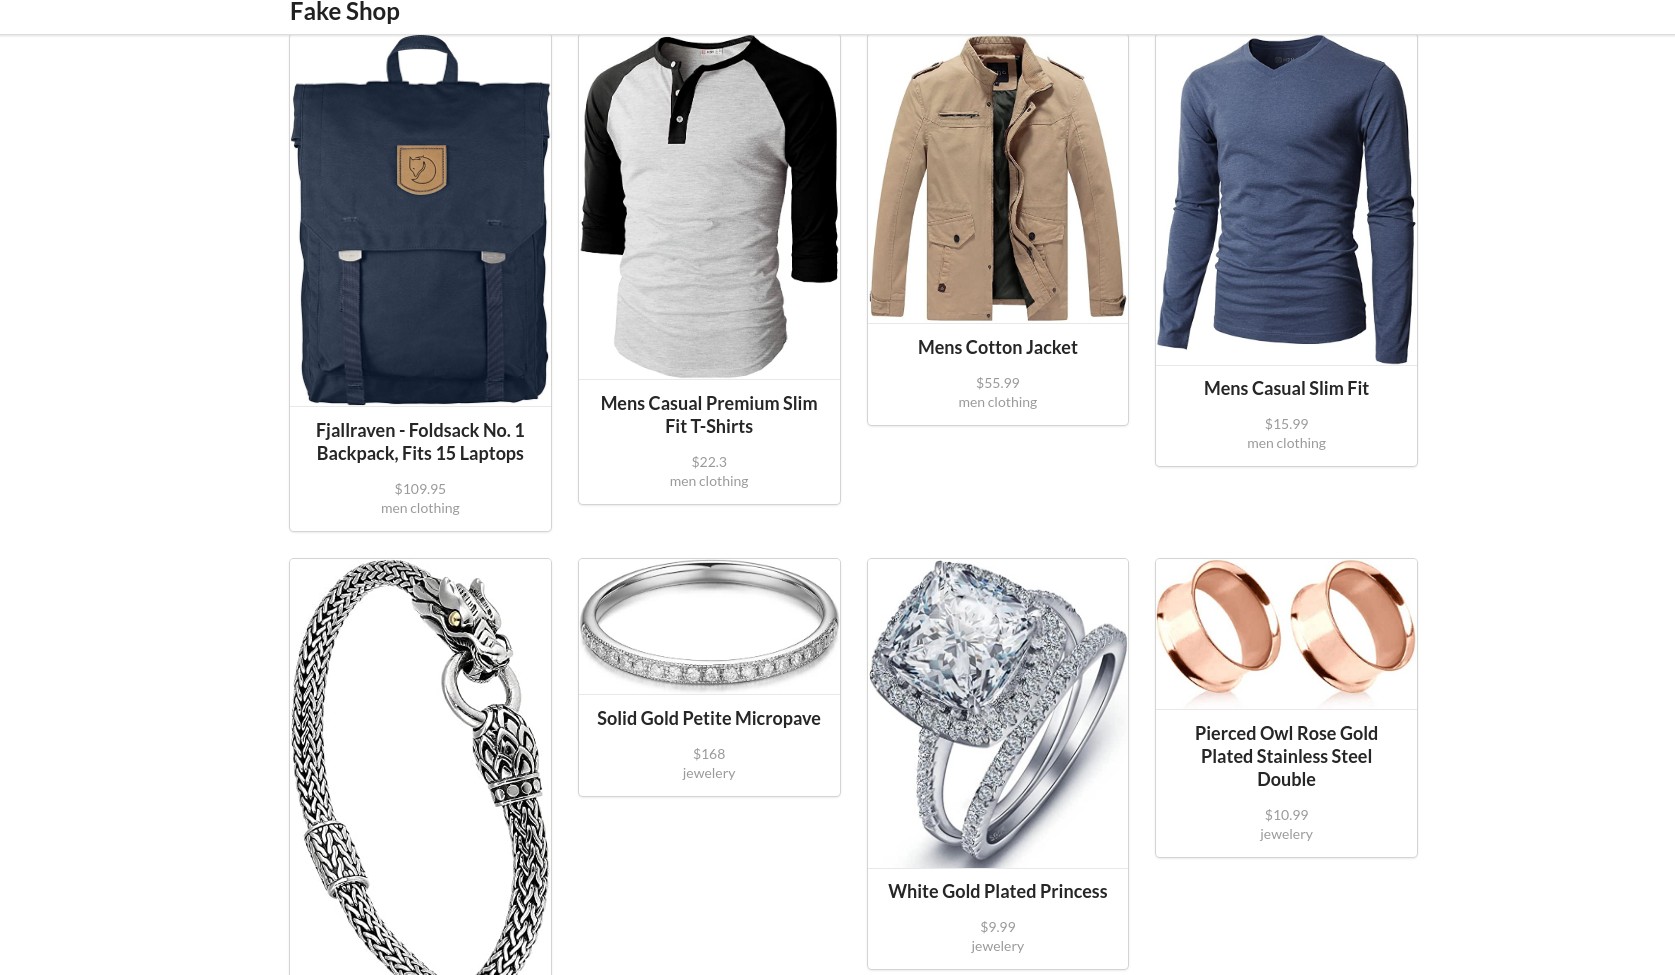 Fake Shop
Fjallraven - Foldsack No. 1
Backpack, Fits 15 Laptops
$109.95
men clothing
Mens Casual Premium Slim
Fit T-Shirts
$22.3
men clothing
Mens Cotton Jacket
$55.99
men clothing
Mens Casual Slim Fit
$15.99
men clothing
Solid Gold Petite Micropave
$168
jewelery
White Gold Plated Princess
$9.99
jewelery
Pierced Owl Rose Gold
Plated Stainless Steel
Double
$10.99
jewelery